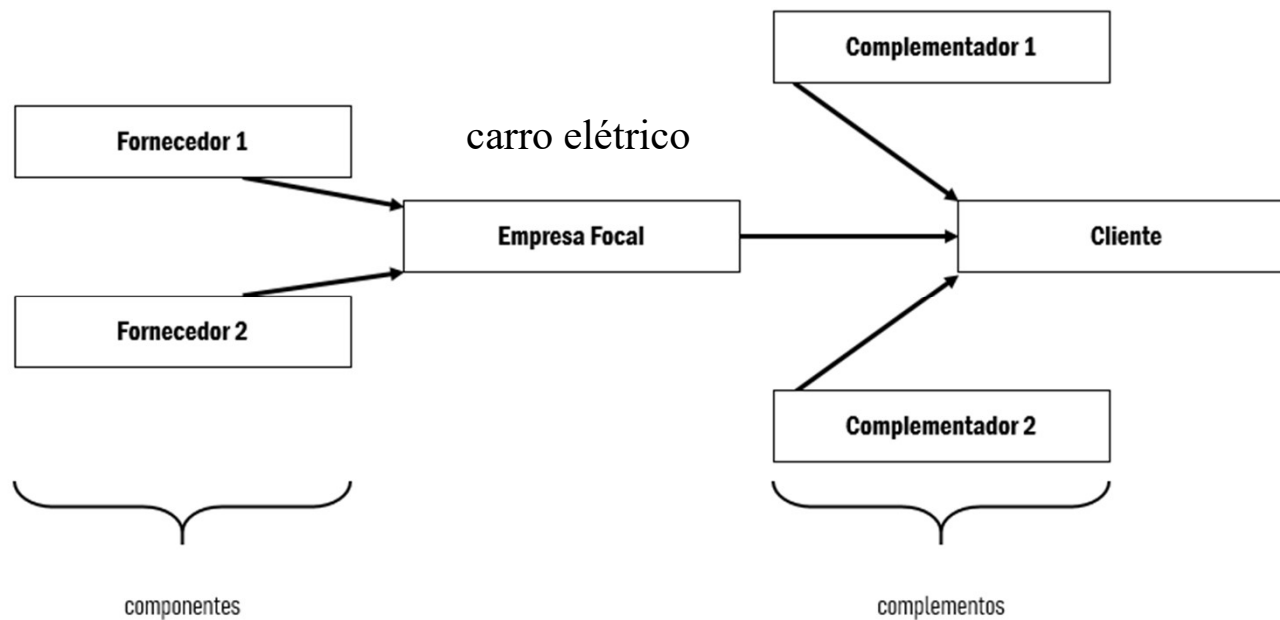 Complementador 1
Fornecedor 1
carro elétrico
Empresa Focal
Cliente
Fornecedor 2
Complementador 2
componentes
complementos